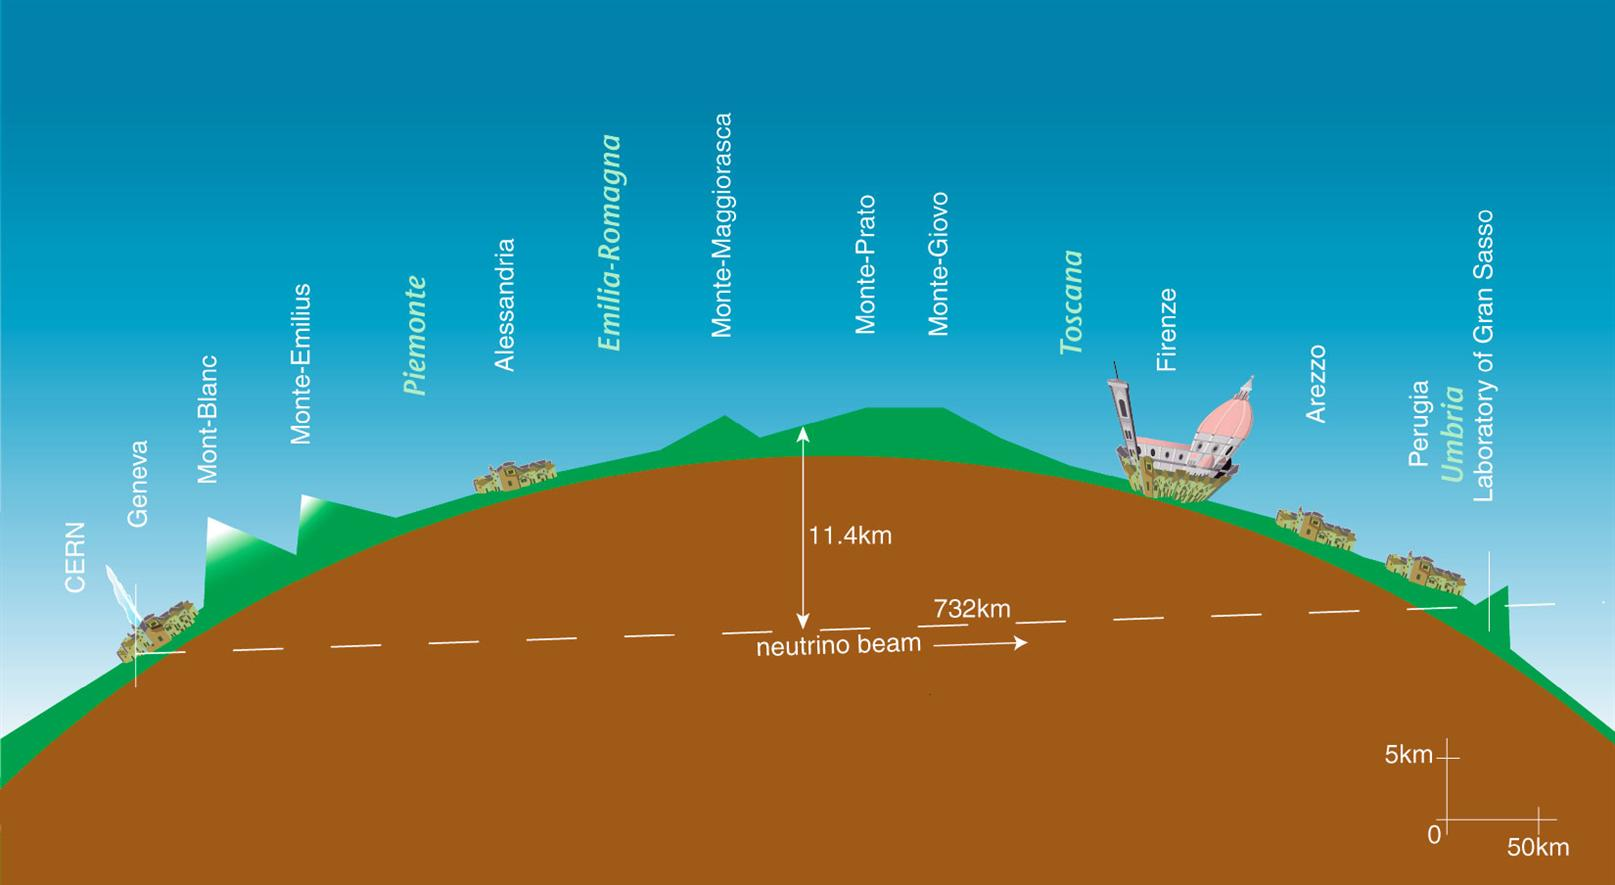 CERN
Geneva
Mont-Blanc
Monte-Emilius
Piemonte
Alessandria
Emilia-Romagna
Monte-Maggiorasca
Monte-Prato
Monte-Giovo
Toscana
Firenze
Arezzo
Perugia
Umbria
Laboratory of Gran Sasso
11.4km
732km
neutrino beam
5km
0
50km